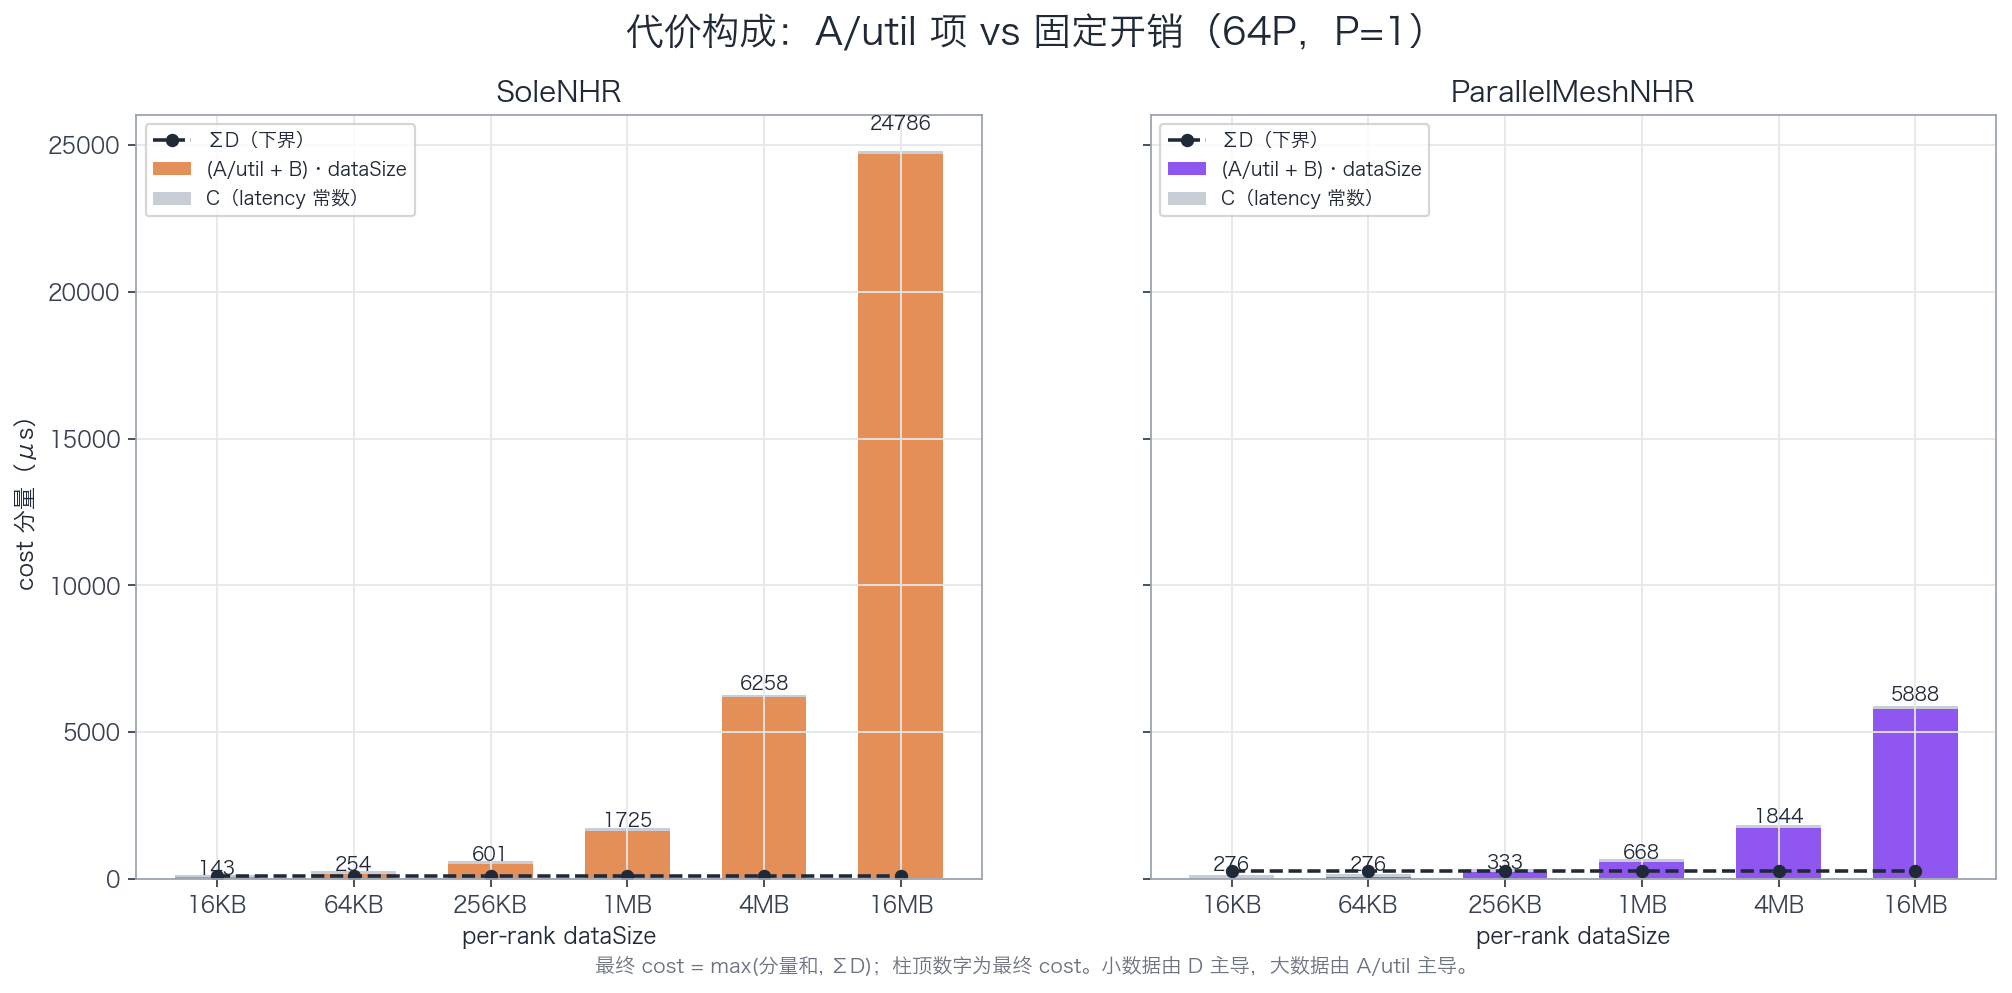 代价构成：A/util 项 vs 固定开销（64P，P=1）
SoleNHR
ΣD（下界）
(A/util + B)·dataSize
C（latency 常数）
cost 分量（μs）
25000
20000
15000
10000
5000
0
143
254
601
1725
6258
24786
16KB
64KB
256KB
1MB
4MB
16MB
per-rank dataSize
ParallelMeshNHR
ΣD（下界）
(A/util + B)·dataSize
C（latency 常数）
276
276
333
668
1844
5888
16KB
64KB
256KB
1MB
4MB
16MB
per-rank dataSize
最终 cost = max(分量和, ΣD)；柱顶数字为最终 cost。小数据由 D 主导，大数据由 A/util 主导。